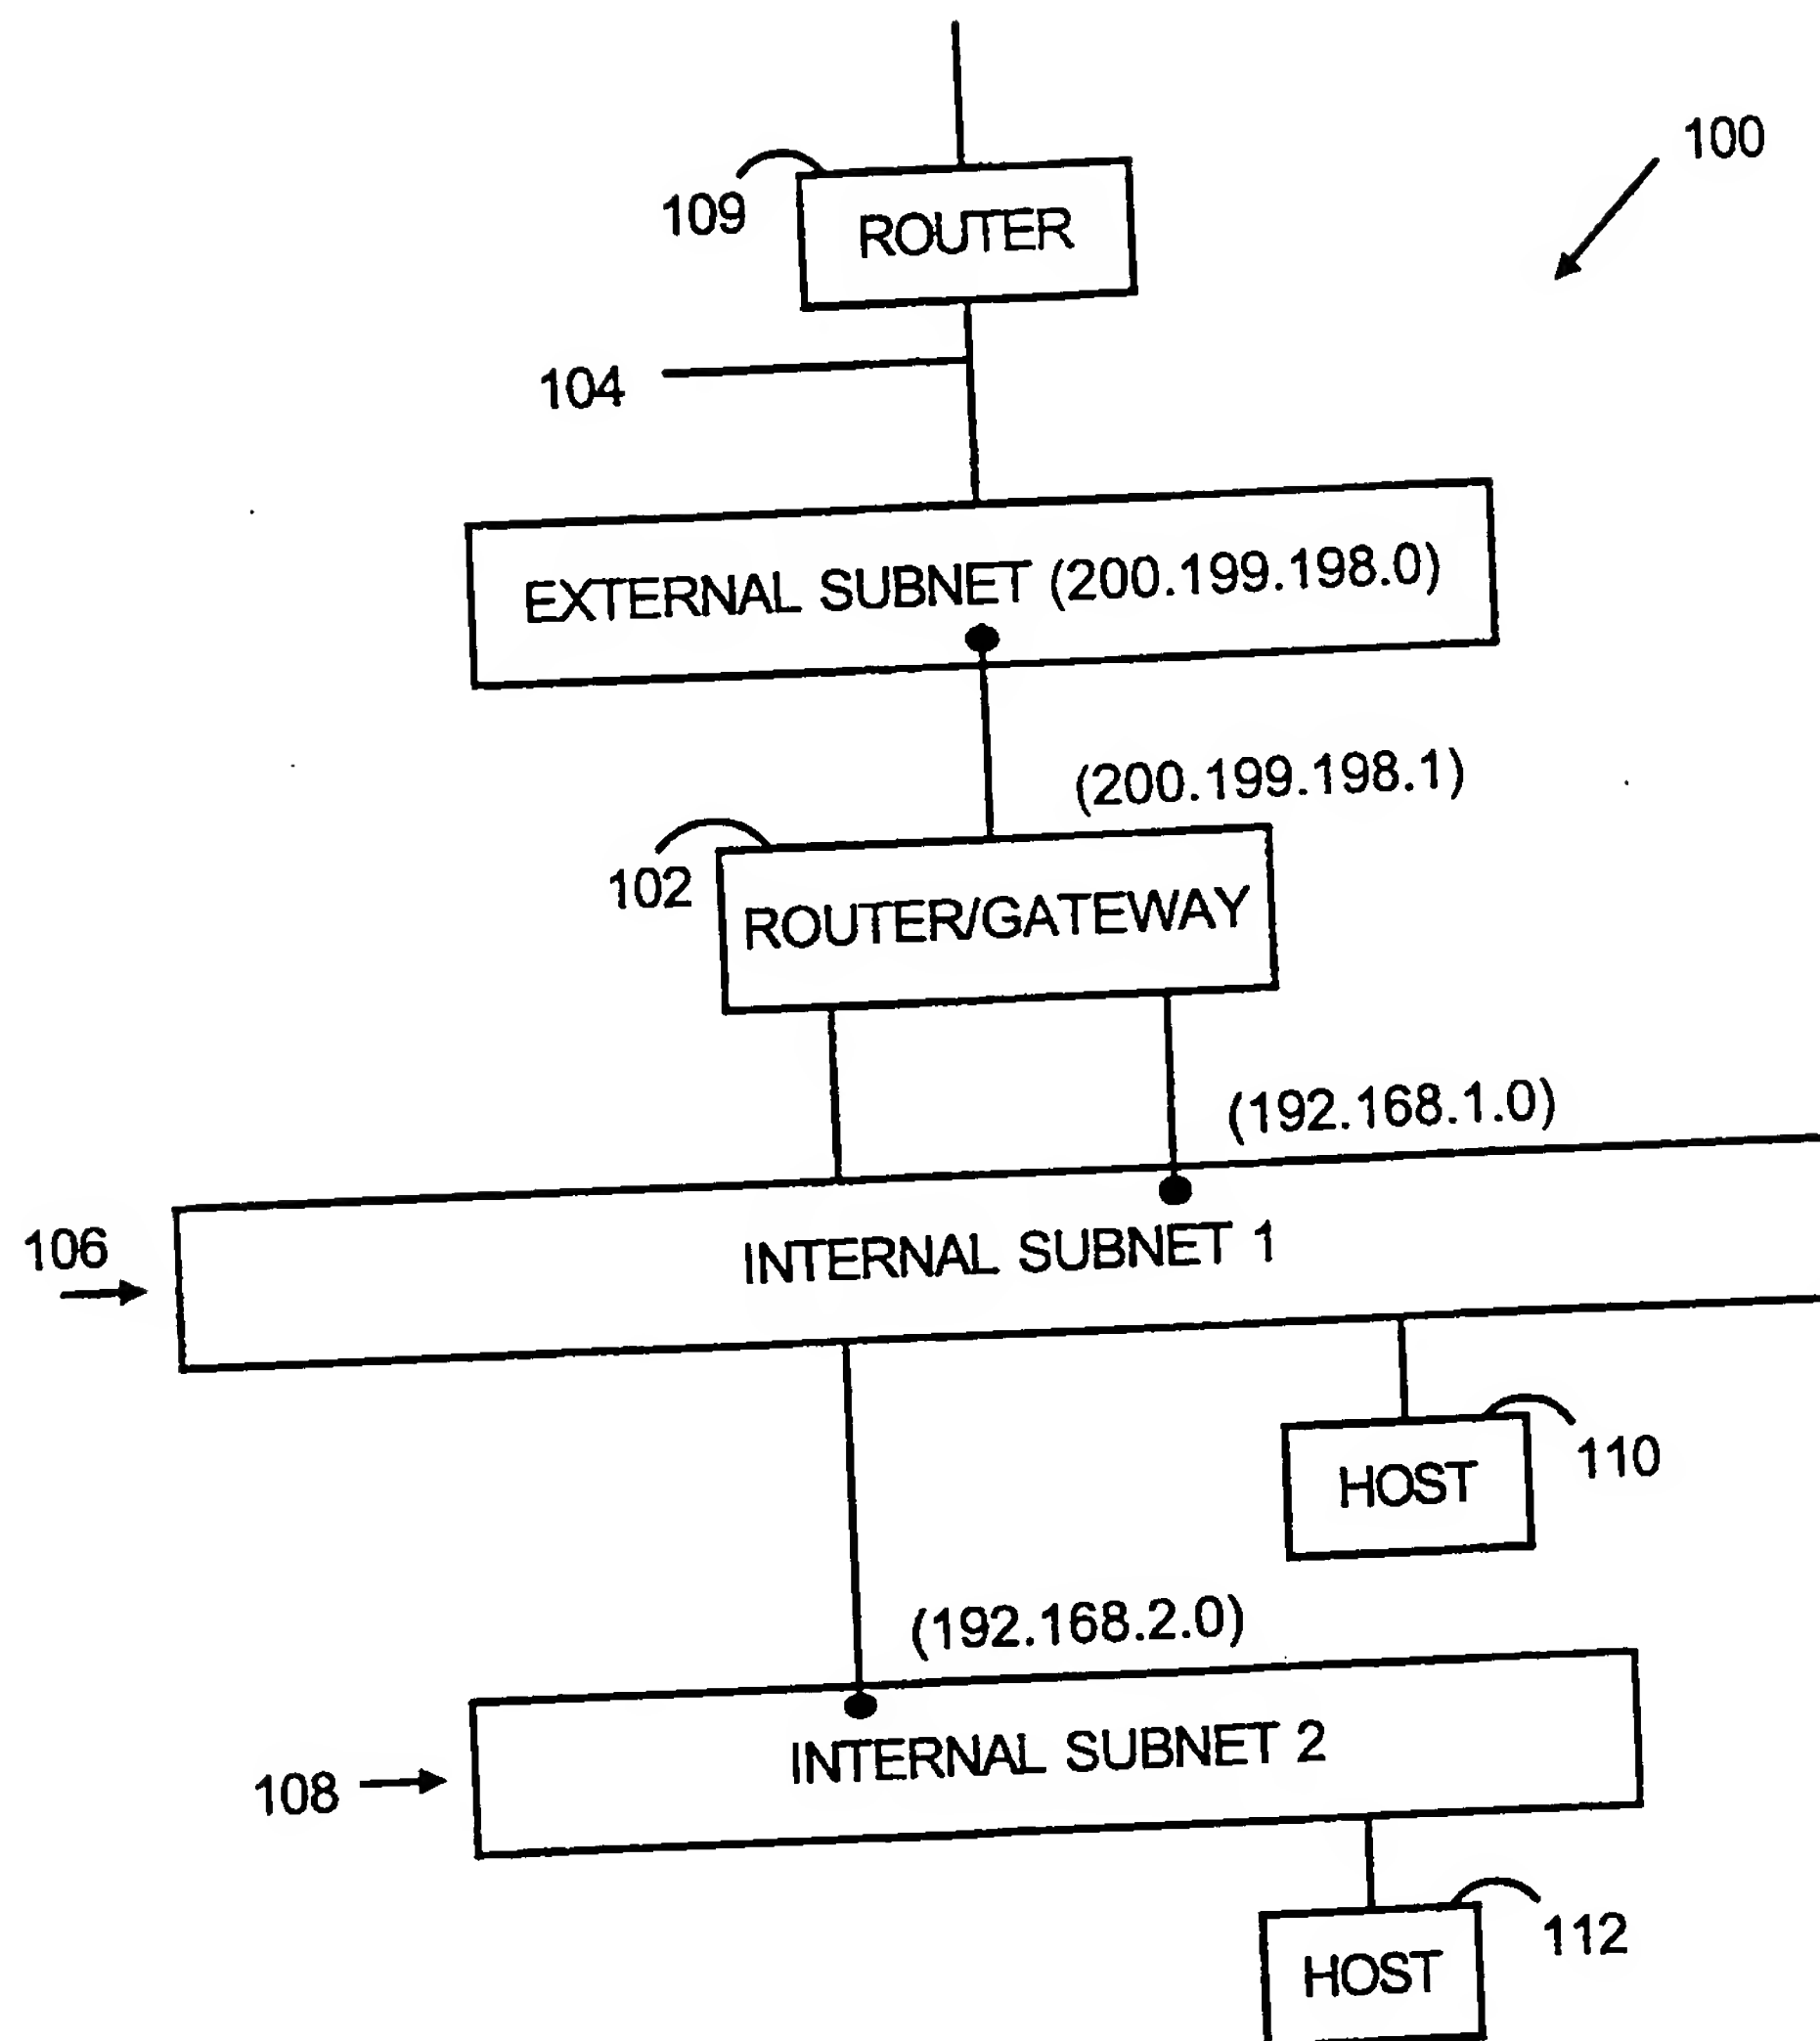 100
109
ROUTER
104
EXTERNAL SUBNET (200.199.198.0)
(200.199.198.1)
102
ROUTER/GATEWAY
(192.168.1.0)
106
INTERNAL SUBNET 1
110
HOST
(192.168.2.0)
INTERNAL SUBNET 2
108
112
HOST